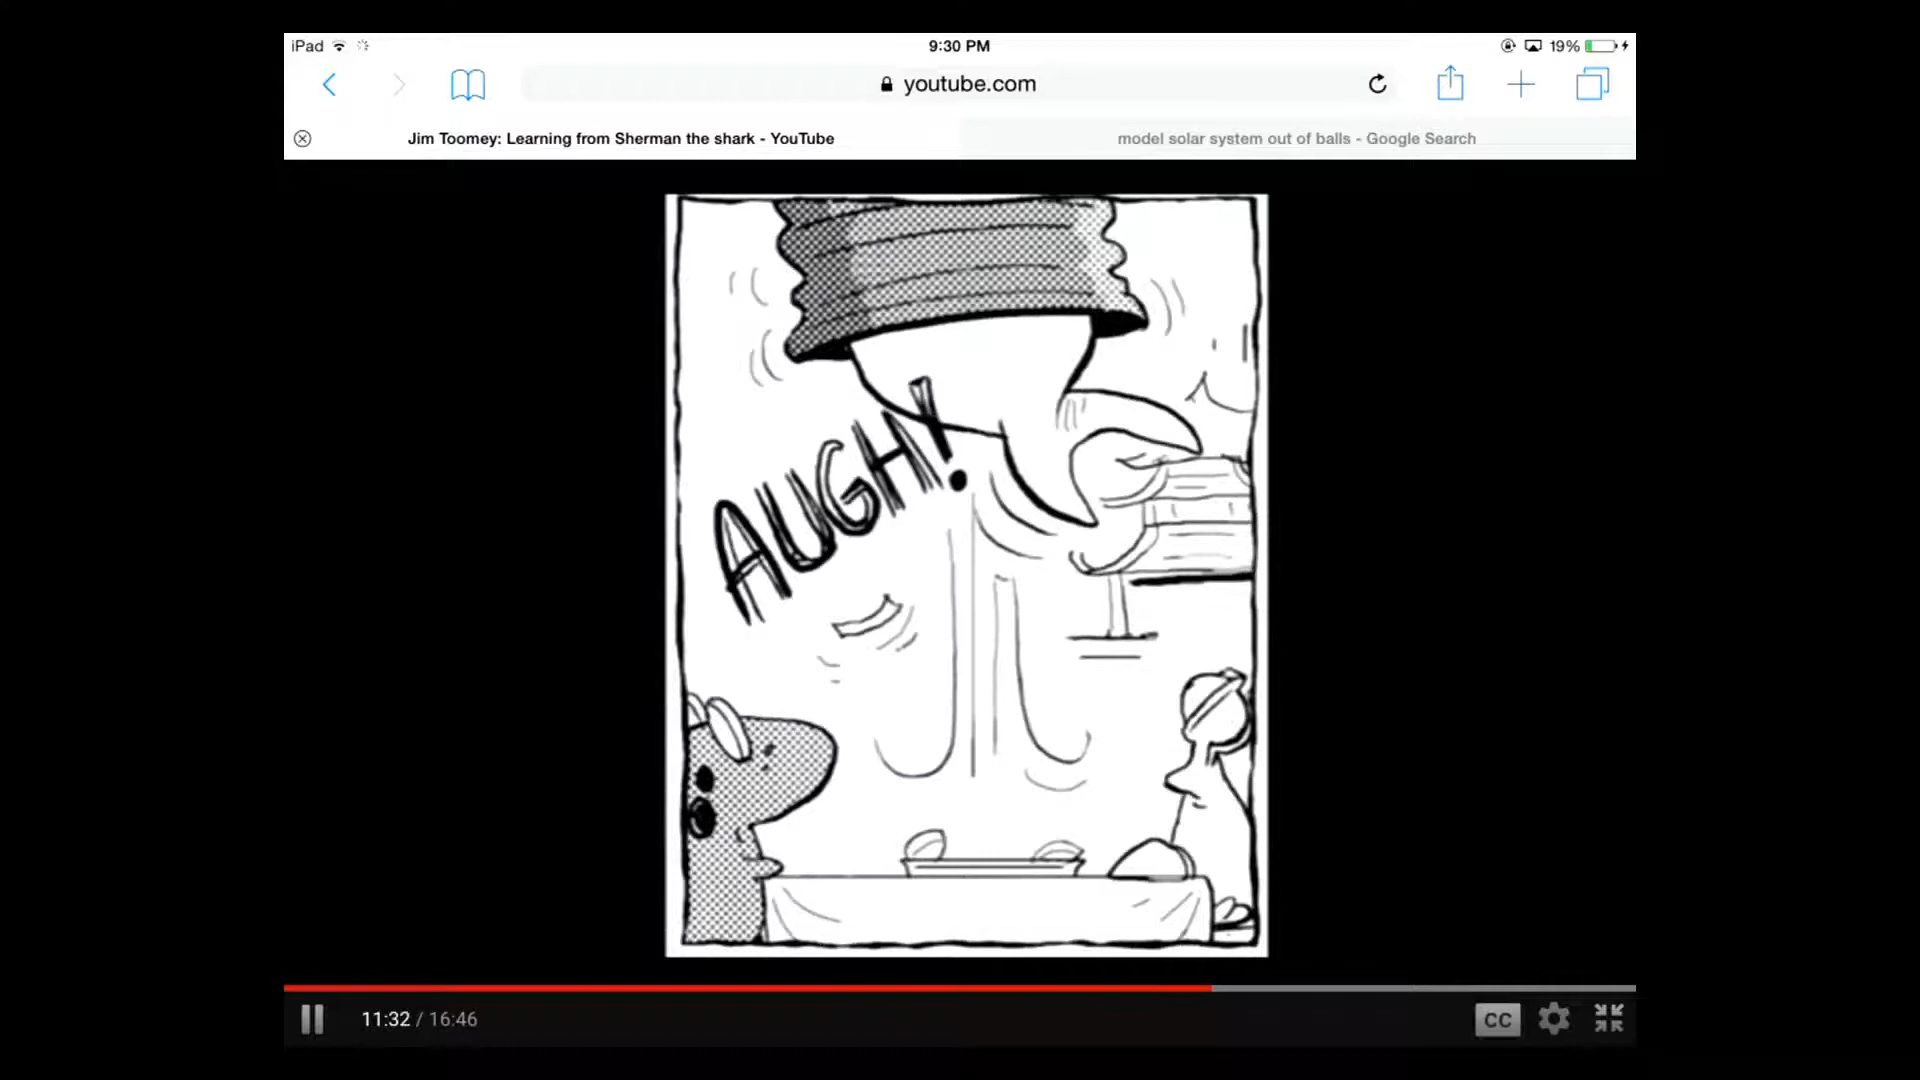 iPad 9:30 PM 19%
youtube.com
Jim Toomey: Learning from Sherman the shark - YouTube model solar system out of balls - Google Search
AUGH!
11:32 / 16:46 CC